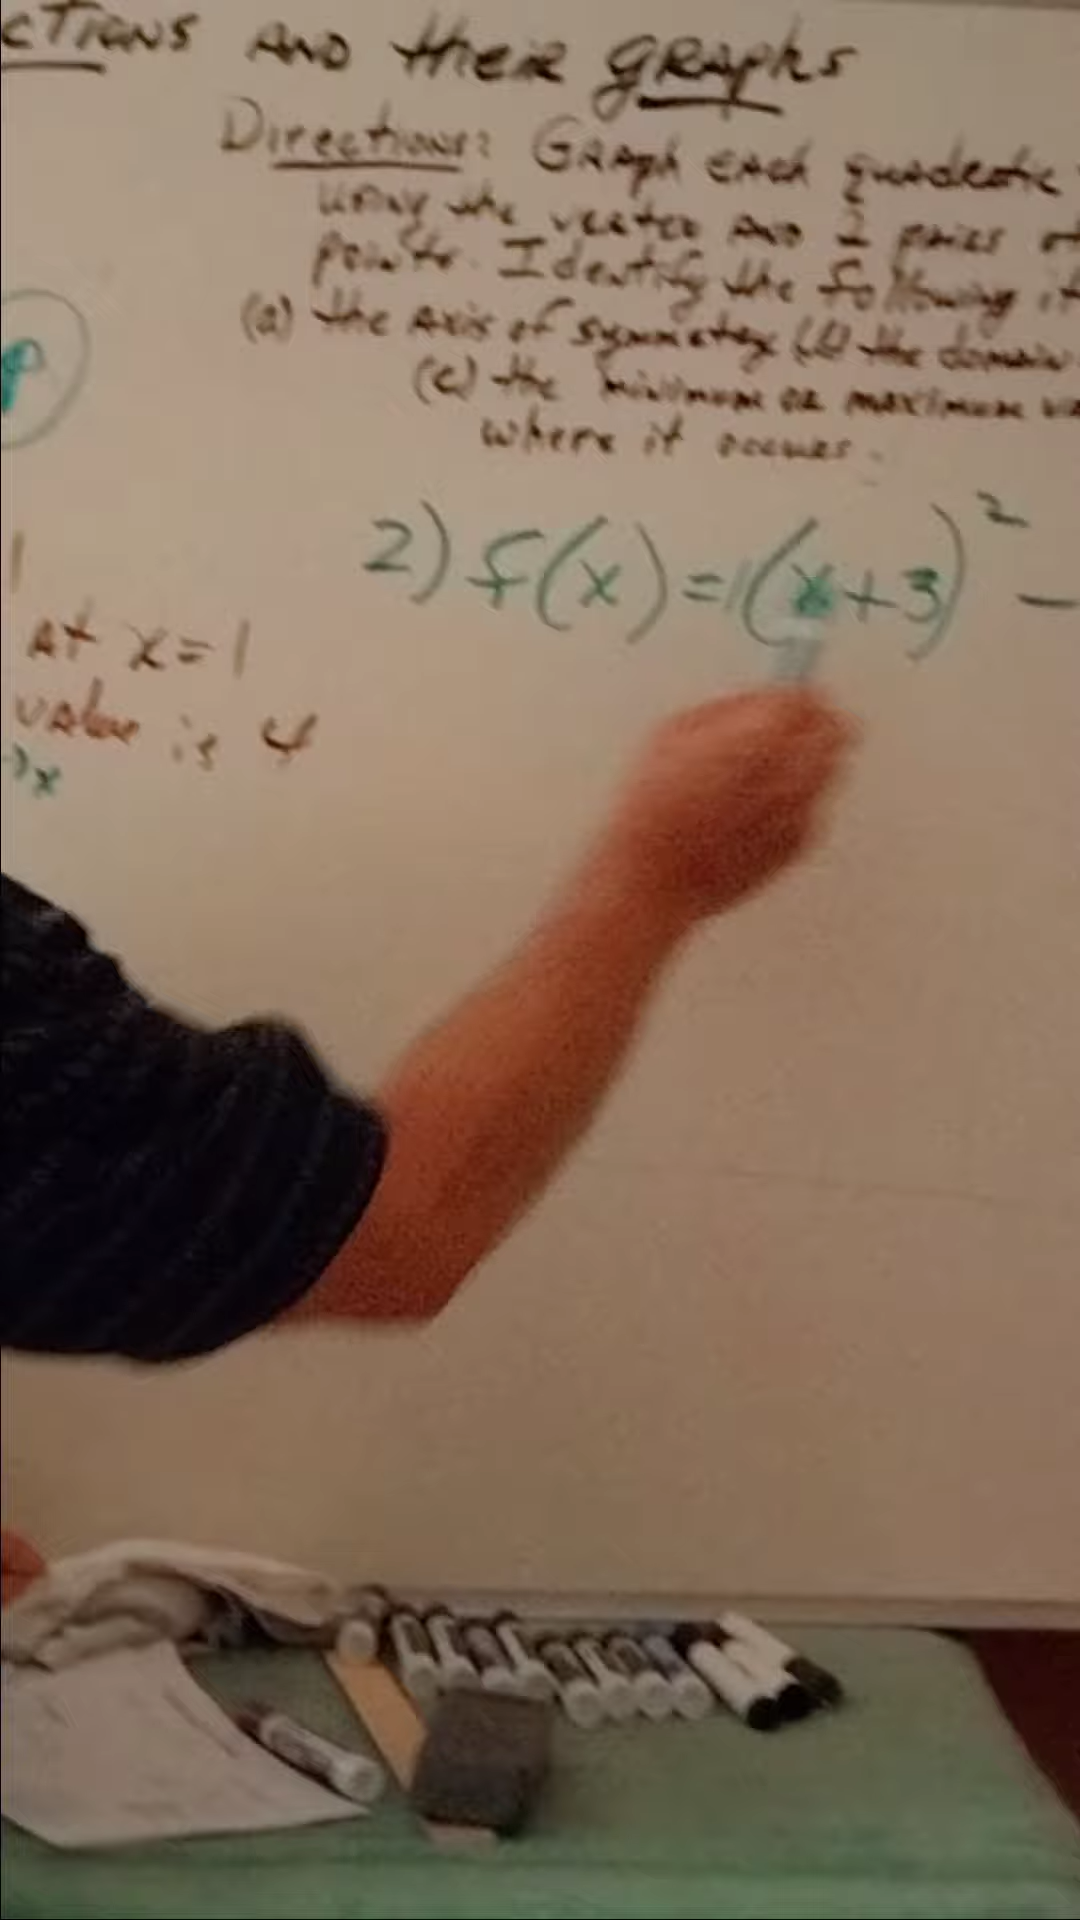 CTIONS AND their graphs
Directions: Graph each quadratic
using the vertex and 2 pairs of
points. Identify the following it
(a) the axis of symmetry (b) the domain
(c) the minimum or maximum va
where it occurs.
2) f(x) = 1(x+3)² -
1
at x=1
value is 4
x